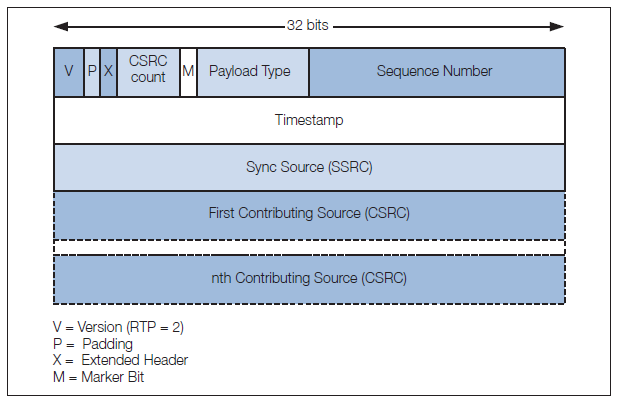 32 bits
V P X CSRC count M Payload Type Sequence Number
Timestamp
Sync Source (SSRC)
First Contributing Source (CSRC)
nth Contributing Source (CSRC)
V = Version (RTP = 2)
P = Padding
X = Extended Header
M = Marker Bit